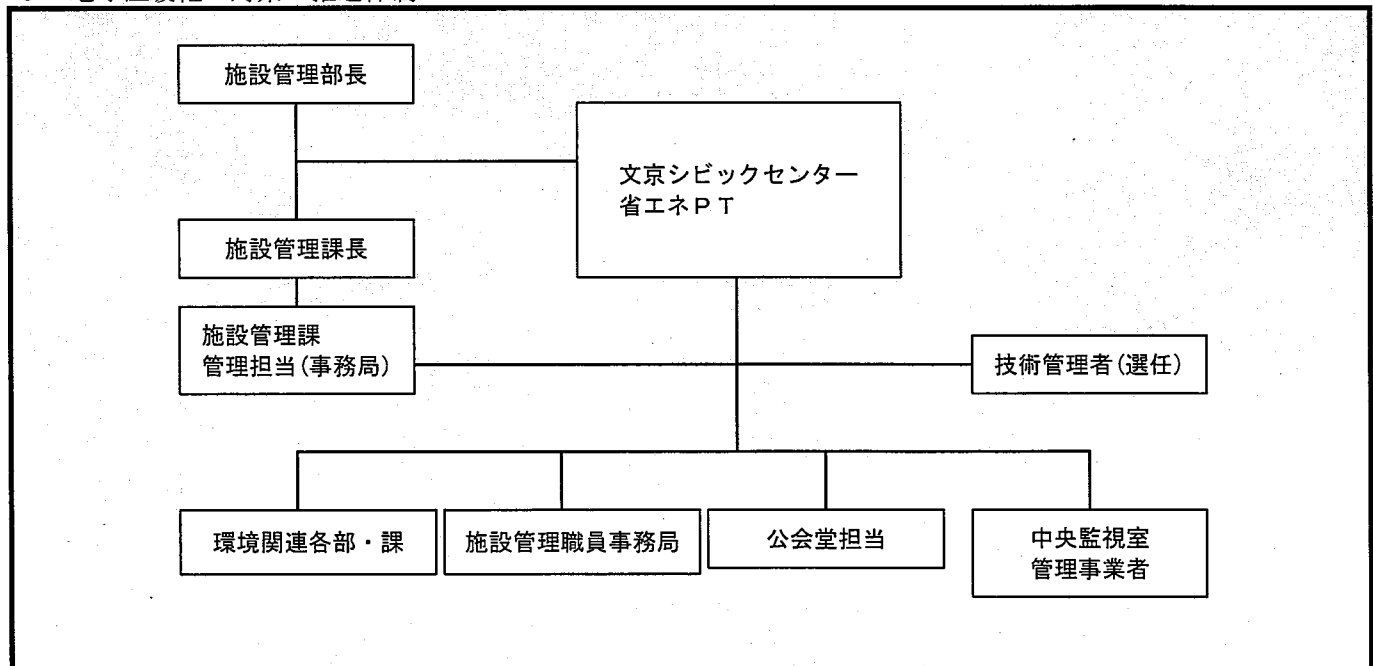 施設管理部長
文京シビックセンター
省エネPT
施設管理課長
施設管理課
管理担当(事務局)
技術管理者(選任)
環境関連各部・課
施設管理職員事務局
公会堂担当
中央監視室
管理事業者